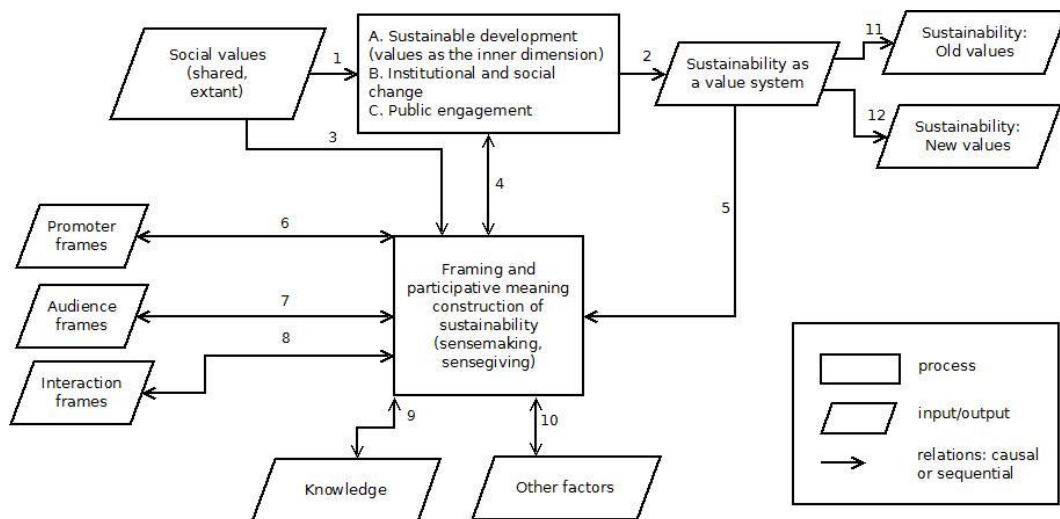 Social values
(shared,
extant)
1
A. Sustainable development
(values as the inner dimension)
B. Institutional and social
change
C. Public engagement
2
Sustainability as
a value system
11
Sustainability:
Old values
12
Sustainability:
New values
3
4
5
Promoter
frames
6
Audience
frames
7
Interaction
frames
8
Framing and
participative meaning
construction of
sustainability
(sensemaking,
sensegiving)
9
10
Knowledge
Other factors
process
input/output
relations: causal
or sequential